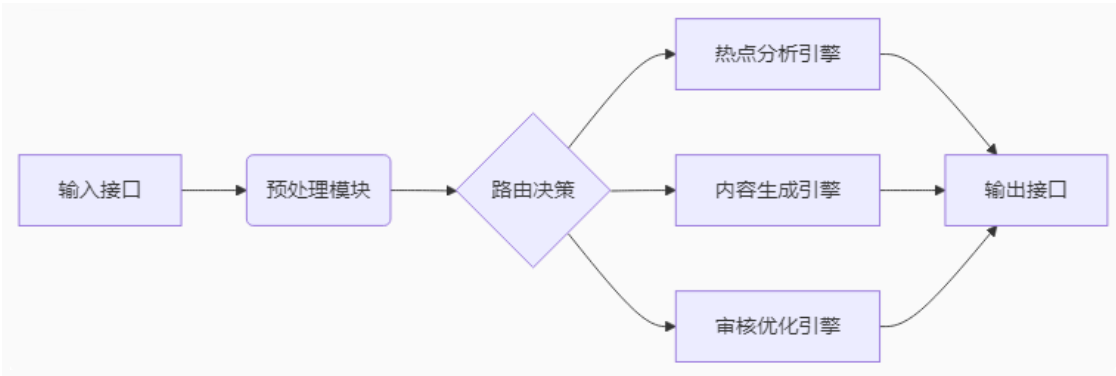 热点分析引擎
输入接口
预处理模块
路由决策
内容生成引擎
输出接口
审核优化引擎